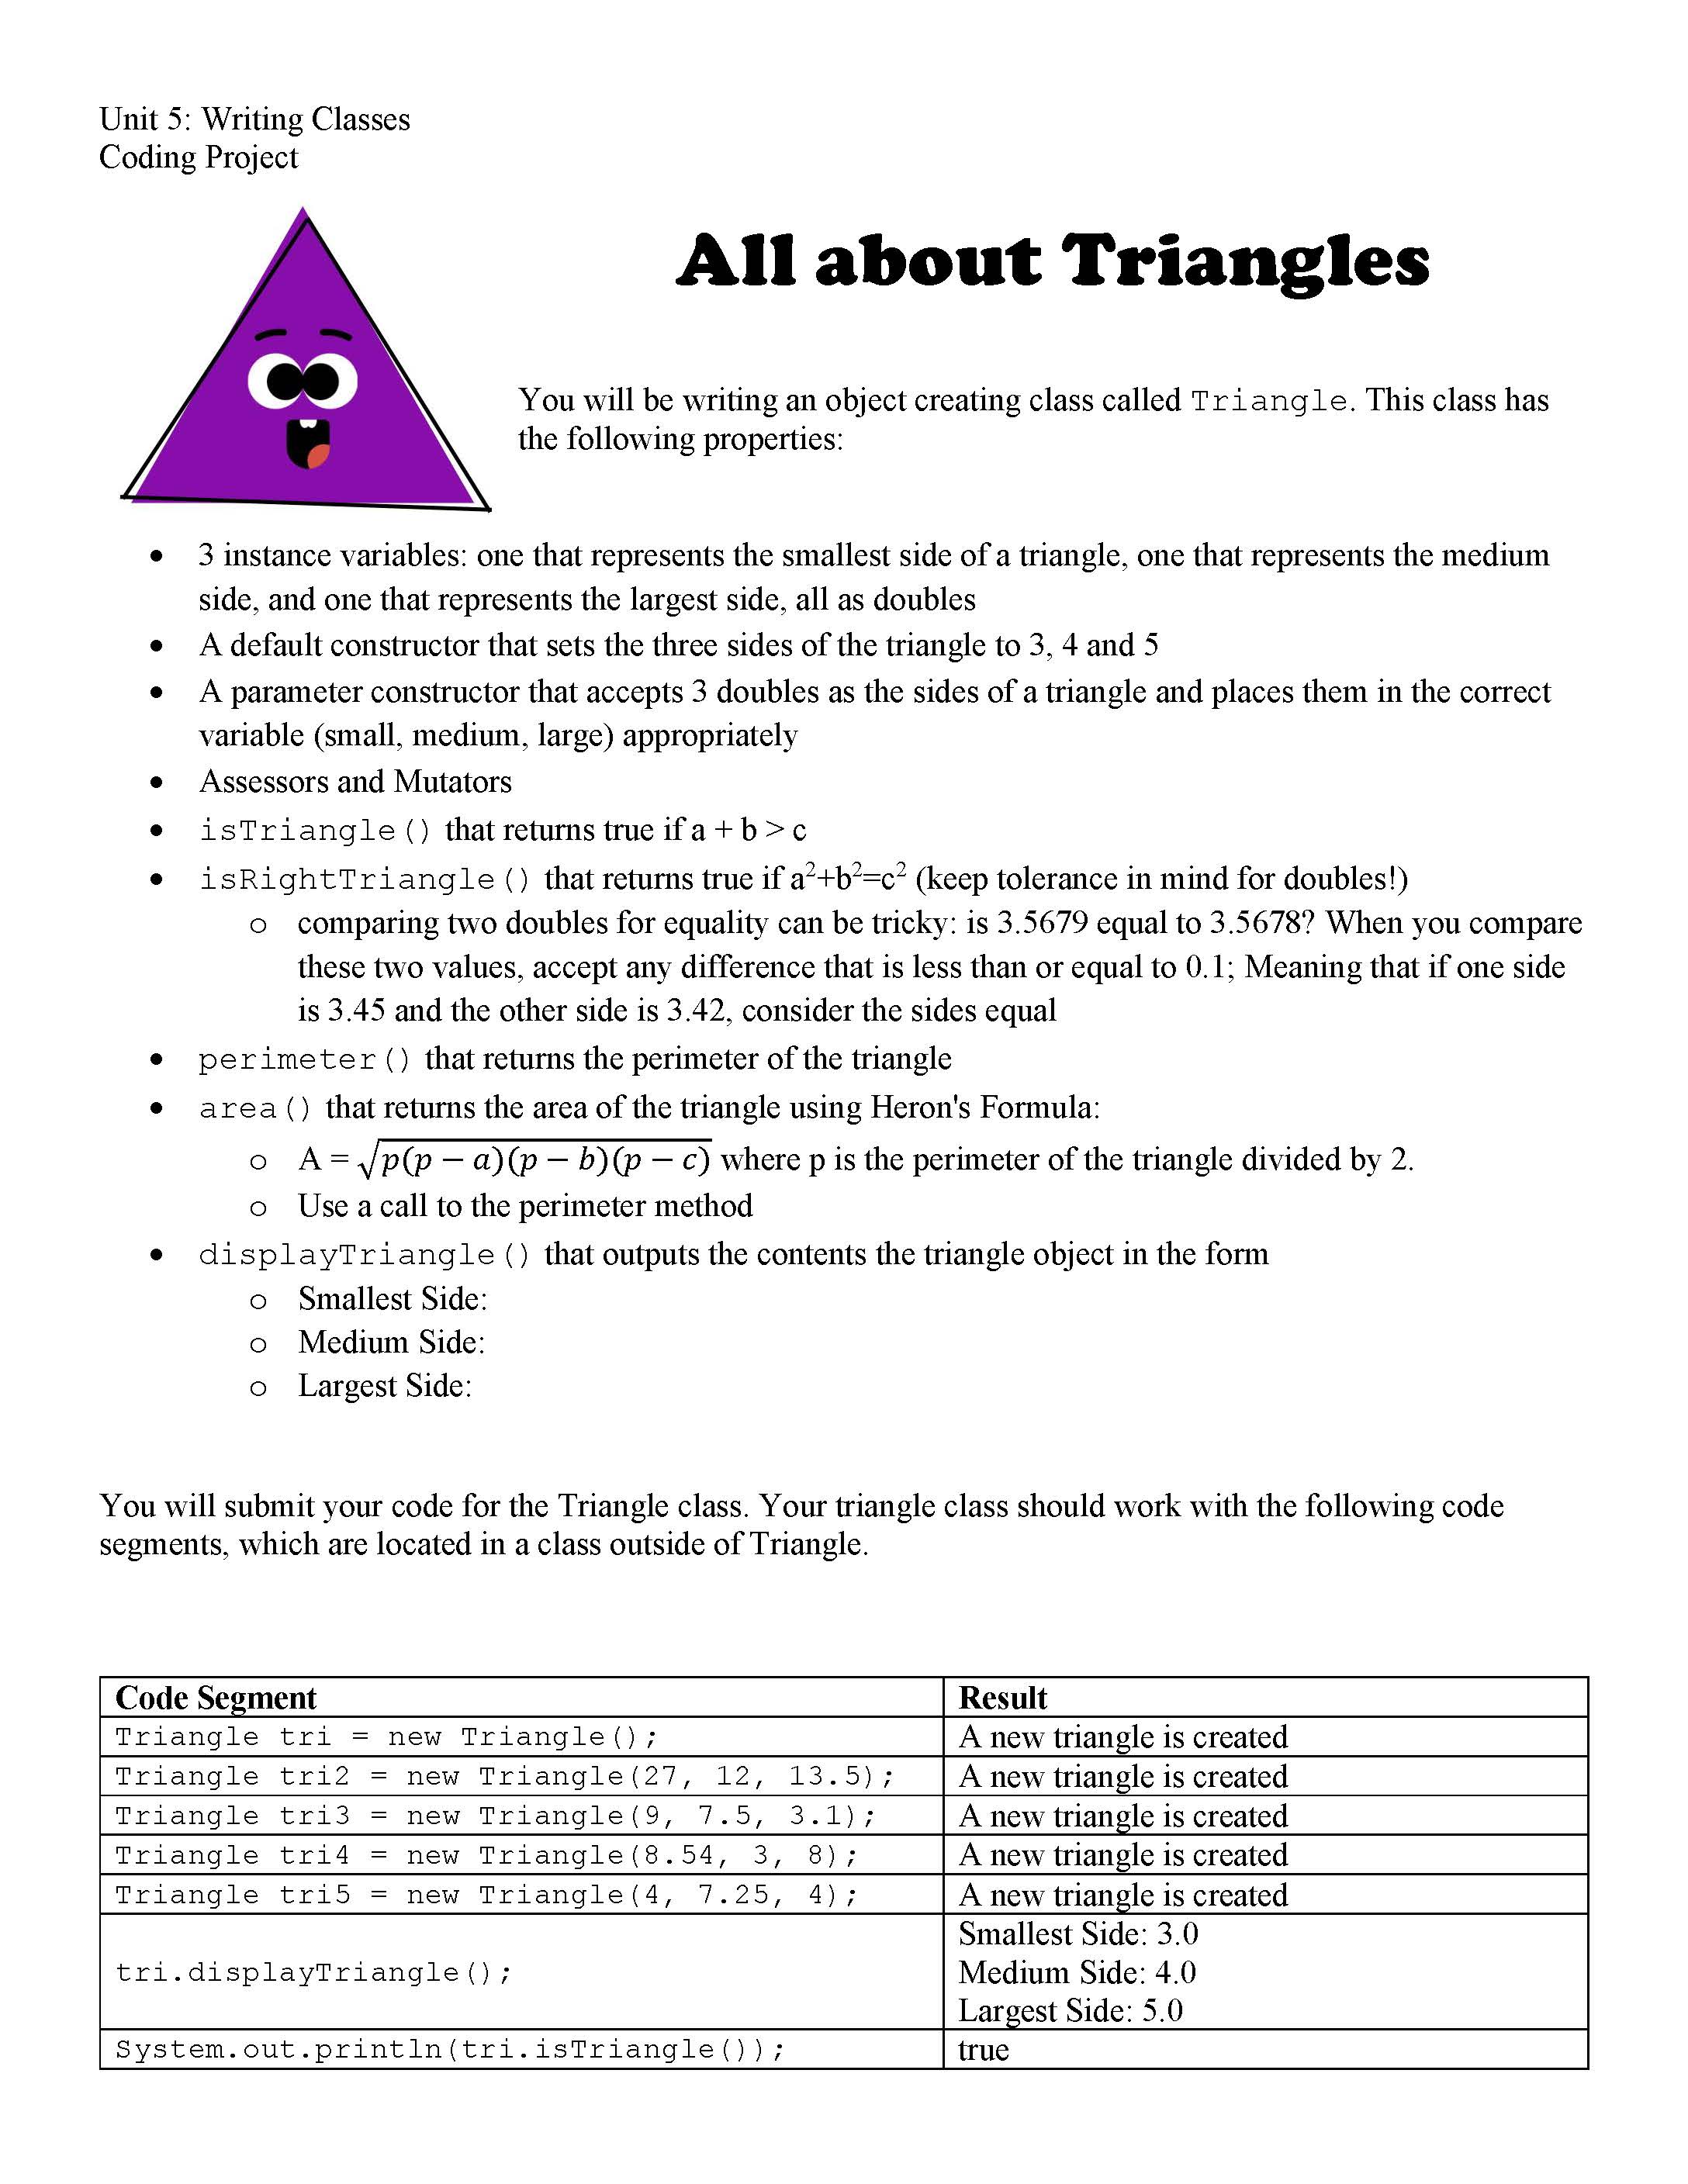 Unit 5: Writing Classes
Coding Project
All about Triangles
You will be writing an object creating class called Triangle. This class has
the following properties:
• 3 instance variables: one that represents the smallest side of a triangle, one that represents the medium
side, and one that represents the largest side, all as doubles
• A default constructor that sets the three sides of the triangle to 3, 4 and 5
• A parameter constructor that accepts 3 doubles as the sides of a triangle and places them in the correct
variable (small, medium, large) appropriately
• Assessors and Mutators
• isTriangle() that returns true if a + b > c
• isRightTriangle() that returns true if a²+b²=c² (keep tolerance in mind for doubles!)
o comparing two doubles for equality can be tricky: is 3.5679 equal to 3.5678? When you compare
these two values, accept any difference that is less than or equal to 0.1; Meaning that if one side
is 3.45 and the other side is 3.42, consider the sides equal
• perimeter() that returns the perimeter of the triangle
• area() that returns the area of the triangle using Heron's Formula:
o A = √p(p − a)(p − b)(p − c) where p is the perimeter of the triangle divided by 2.
o Use a call to the perimeter method
• displayTriangle() that outputs the contents the triangle object in the form
o Smallest Side:
o Medium Side:
o Largest Side:
You will submit your code for the Triangle class. Your triangle class should work with the following code
segments, which are located in a class outside of Triangle.
Code Segment Result
Triangle tri = new Triangle(); A new triangle is created
Triangle tri2 = new Triangle(27, 12, 13.5); A new triangle is created
Triangle tri3 = new Triangle(9, 7.5, 3.1); A new triangle is created
Triangle tri4 = new Triangle(8.54, 3, 8); A new triangle is created
Triangle tri5 = new Triangle(4, 7.25, 4); A new triangle is created
tri.displayTriangle();
Smallest Side: 3.0
Medium Side: 4.0
Largest Side: 5.0
System.out.println(tri.isTriangle()); true